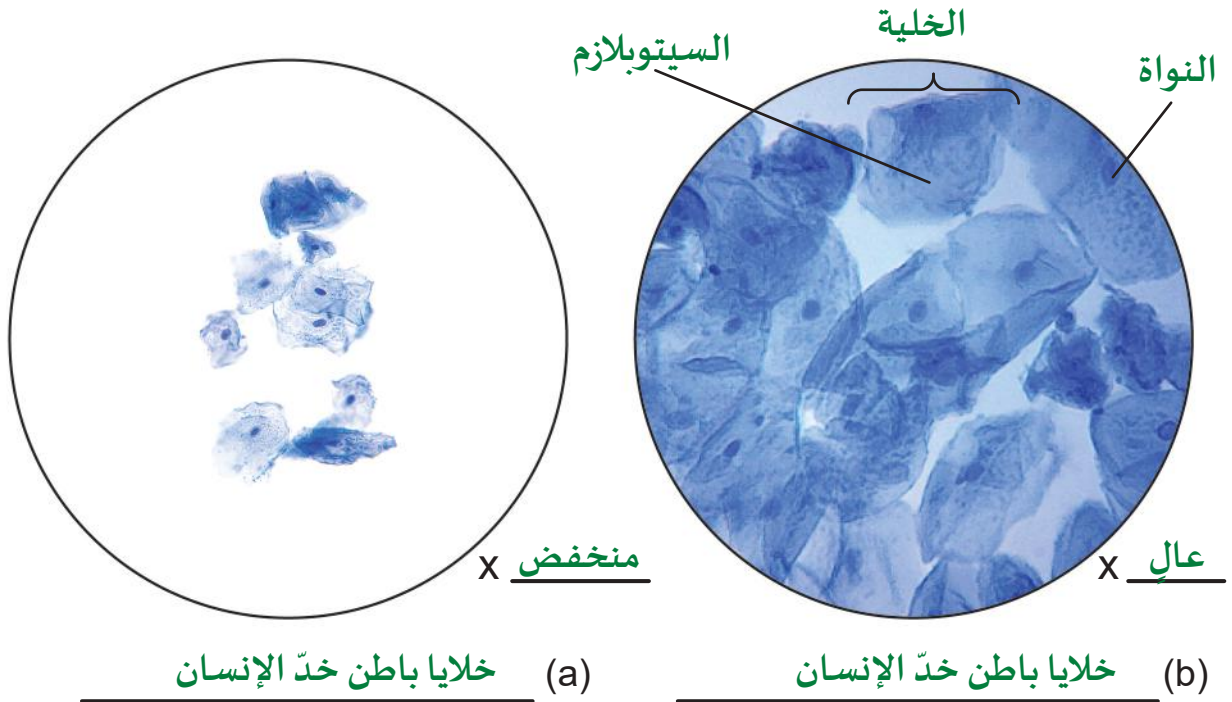 الخلية
السيتوبلازم
النواة
x منخفض
x عالٍ
(a) خلايا باطن خدّ الإنسان
(b) خلايا باطن خدّ الإنسان